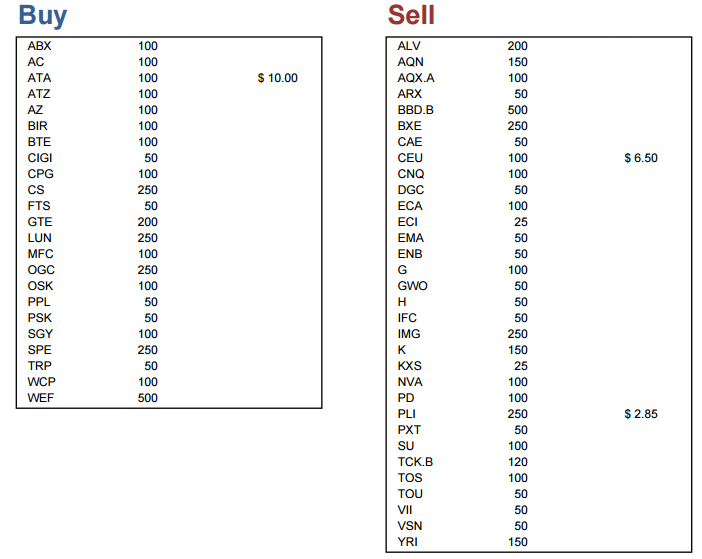 Buy
ABX 100
AC 100
ATA 100 $ 10.00
ATZ 100
AZ 100
BIR 100
BTE 100
CIGI 50
CPG 100
CS 250
FTS 50
GTE 200
LUN 250
MFC 100
OGC 250
OSK 100
PPL 50
PSK 50
SGY 100
SPE 250
TRP 50
WCP 100
WEF 500
Sell
ALV 200
AQN 150
AQX.A 100
ARX 50
BBD.B 500
BXE 250
CAE 50
CEU 100 $ 6.50
CNQ 100
DGC 50
ECA 100
ECI 25
EMA 50
ENB 50
G 100
GWO 50
H 50
IFC 50
IMG 250
K 150
KXS 25
NVA 100
PD 100
PLI 250 $ 2.85
PXT 50
SU 100
TCK.B 120
TOS 100
TOU 50
VII 50
VSN 50
YRI 150